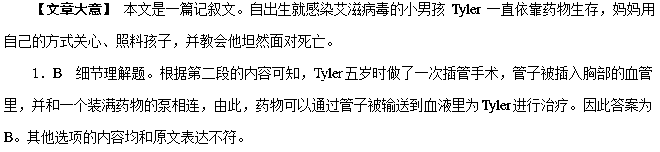 【文章大意】 本文是一篇记叙文。自出生就感染艾滋病毒的小男孩 Tyler 一直依靠药物生存，妈妈用
自己的方式关心、照料孩子，并教会他坦然面对死亡。
1．B 细节理解题。根据第二段的内容可知，Tyler 五岁时做了一次插管手术，管子被插入胸部的血管
里，并和一个装满药物的泵相连，由此，药物可以通过管子被输送到血液里为 Tyler 进行治疗。因此答案为
B。其他选项的内容均和原文表达不符。